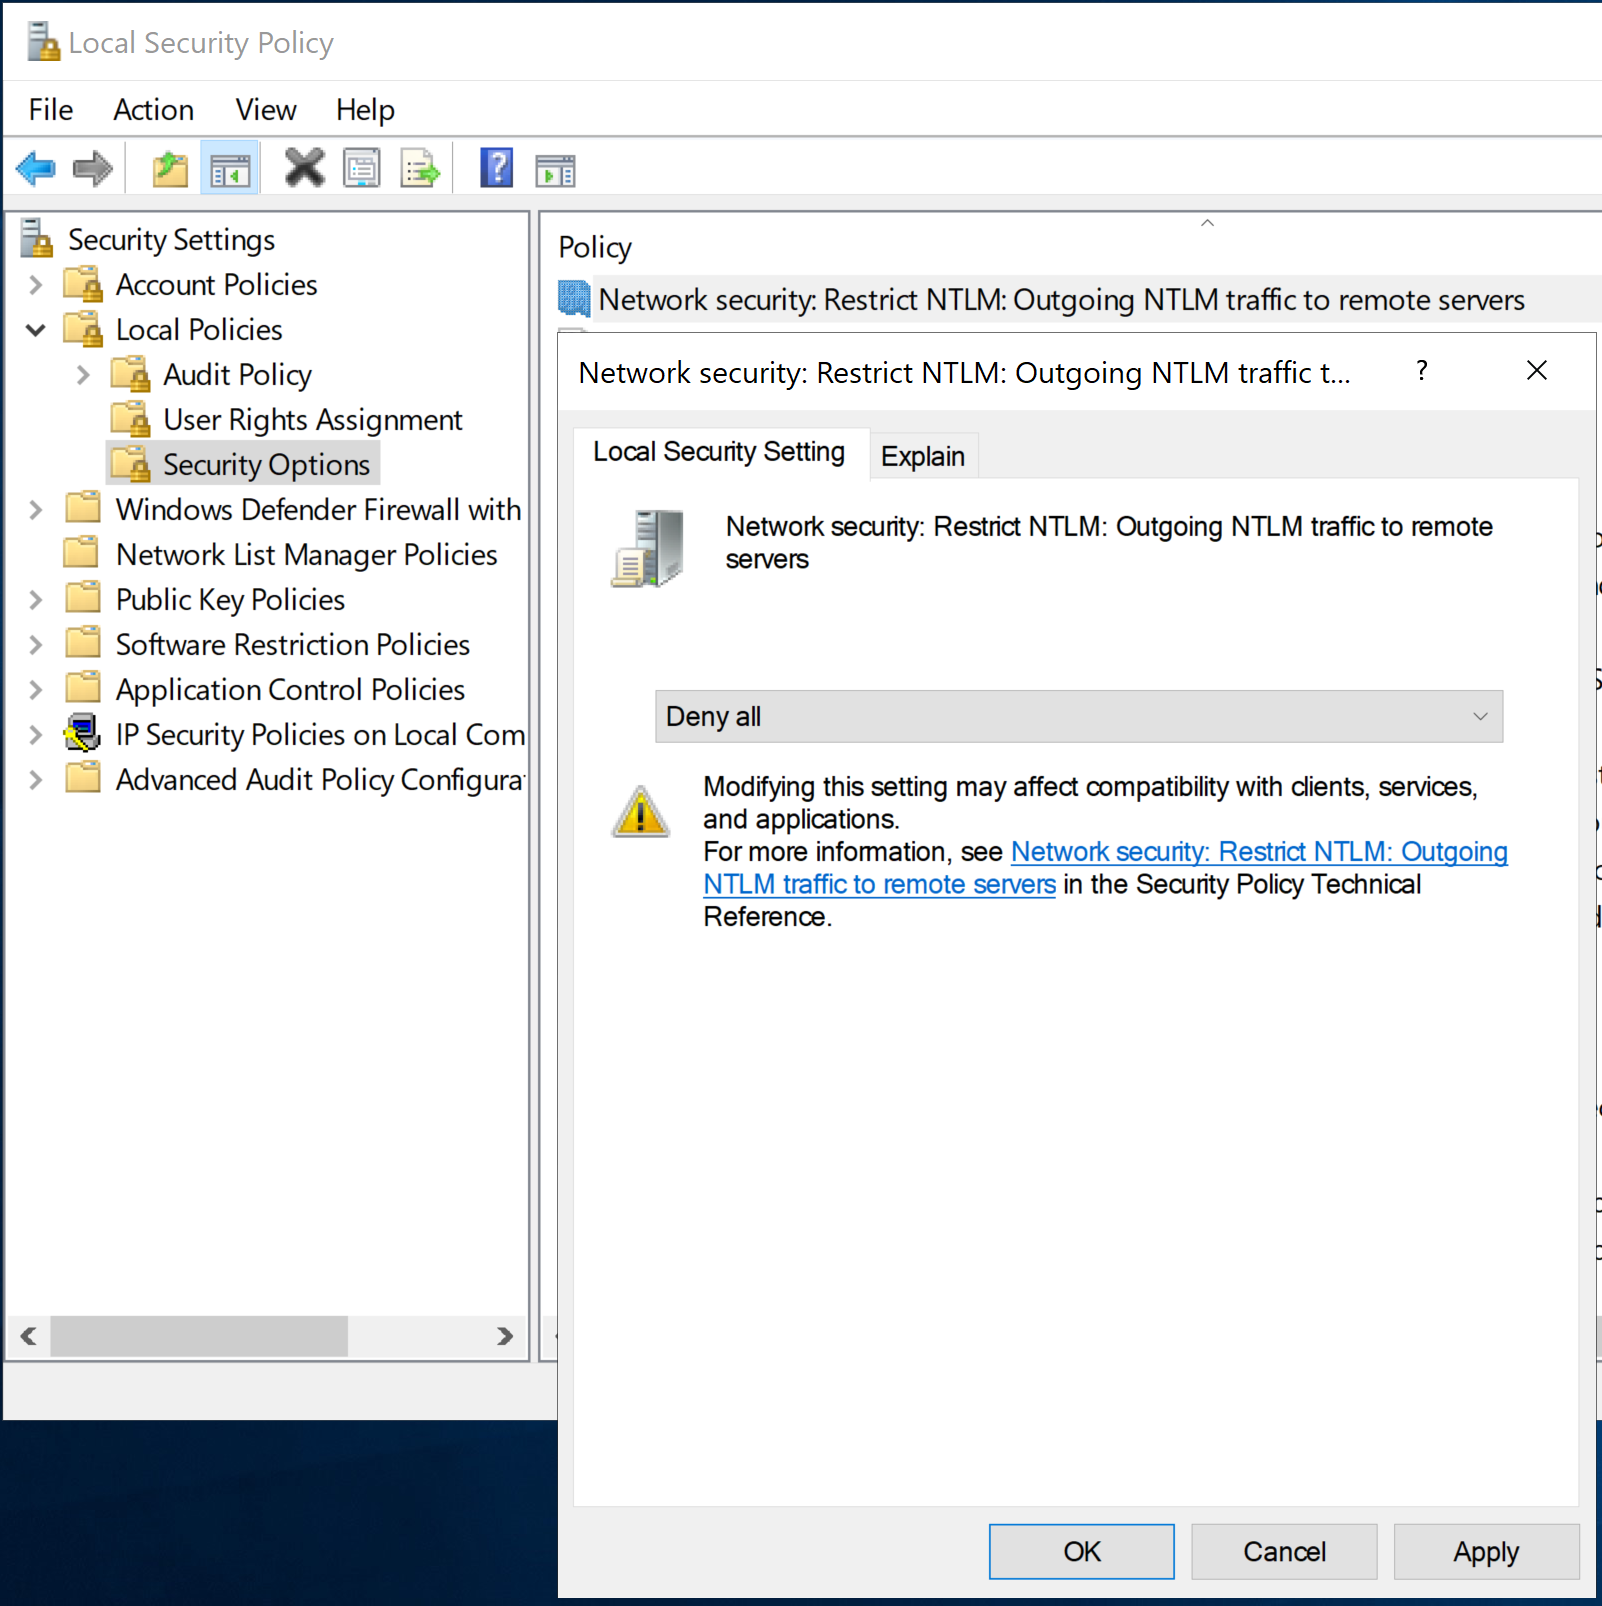 Local Security Policy
File Action View Help
Security Settings
Account Policies
Local Policies
Audit Policy
User Rights Assignment
Security Options
Windows Defender Firewall with
Network List Manager Policies
Public Key Policies
Software Restriction Policies
Application Control Policies
IP Security Policies on Local Com
Advanced Audit Policy Configura
Policy
Network security: Restrict NTLM: Outgoing NTLM traffic to remote servers
Network security: Restrict NTLM: Outgoing NTLM traffic t...
Local Security Setting Explain
Network security: Restrict NTLM: Outgoing NTLM traffic to remote
servers
Deny all
Modifying this setting may affect compatibility with clients, services,
and applications.
For more information, see Network security: Restrict NTLM: Outgoing
NTLM traffic to remote servers in the Security Policy Technical
Reference.
OK Cancel Apply